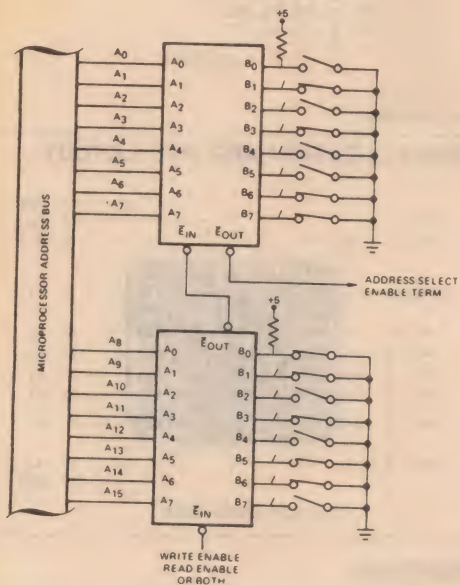 MICROPROCESSOR ADDRESS BUS
+5
A0 A0 B0
A1 A1 B1
A2 A2 B2
A3 A3 B3
A4 A4 B4
A5 A5 B5
A6 A6 B6
A7 A7 B7
EIN EOUT
ADDRESS SELECT
ENABLE TERM
+5
EOUT
A8 A0 B0
A9 A1 B1
A10 A2 B2
A11 A3 B3
A12 A4 B4
A13 A5 B5
A14 A6 B6
A15 A7 B7
EIN
WRITE ENABLE
READ ENABLE
OR BOTH